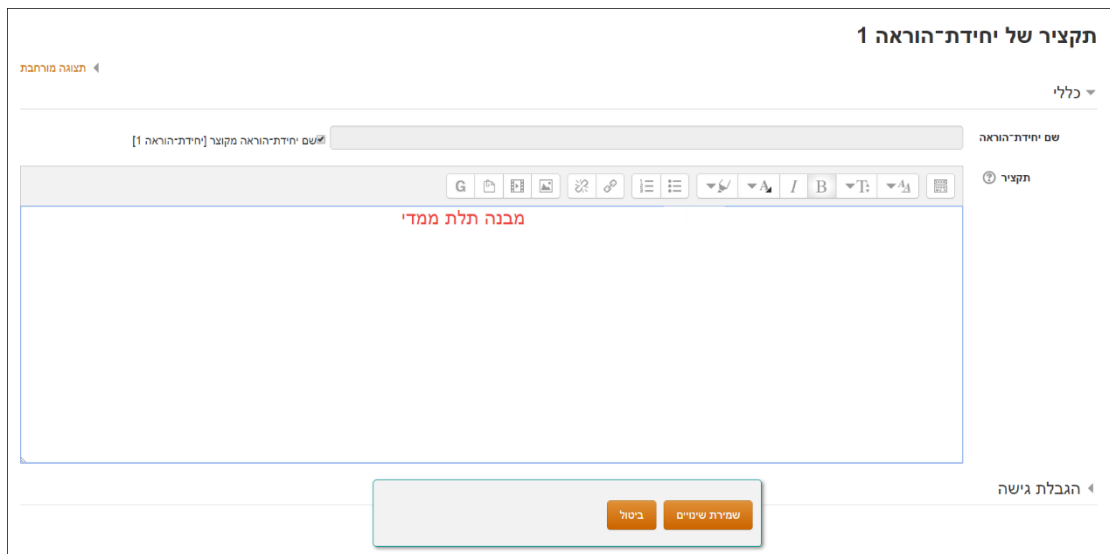 תקציר של יחידת־הוראה 1
תצוגה מורחבת
כללי
שם יחידת־הוראה
שם יחידת־הוראה מקוצר [יחידת־הוראה 1]
תקציר
B I A G
מבנה תלת ממדי
הגבלת גישה
שמירת שינויים ביטול